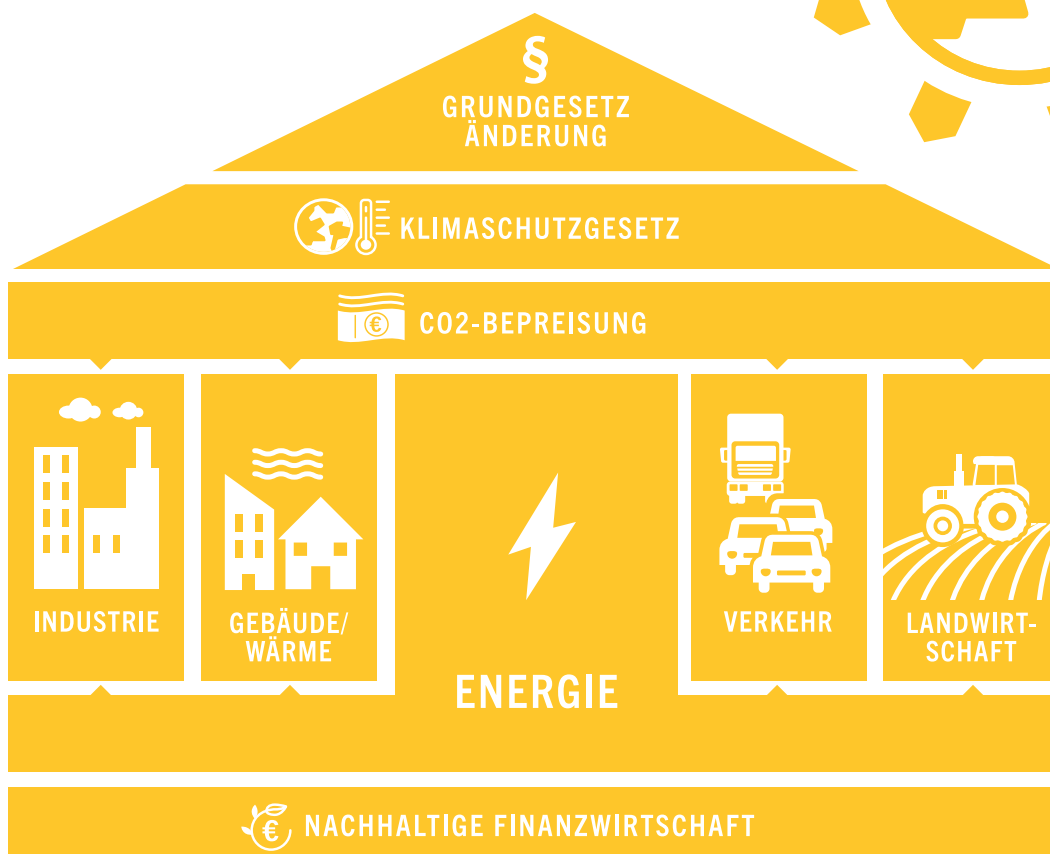 §
GRUNDGESETZ
ÄNDERUNG
KLIMASCHUTZGESETZ
€ CO2-BEPREISUNG
INDUSTRIE
GEBÄUDE/
WÄRME
ENERGIE
VERKEHR
LANDWIRT-
SCHAFT
€ NACHHALTIGE FINANZWIRTSCHAFT